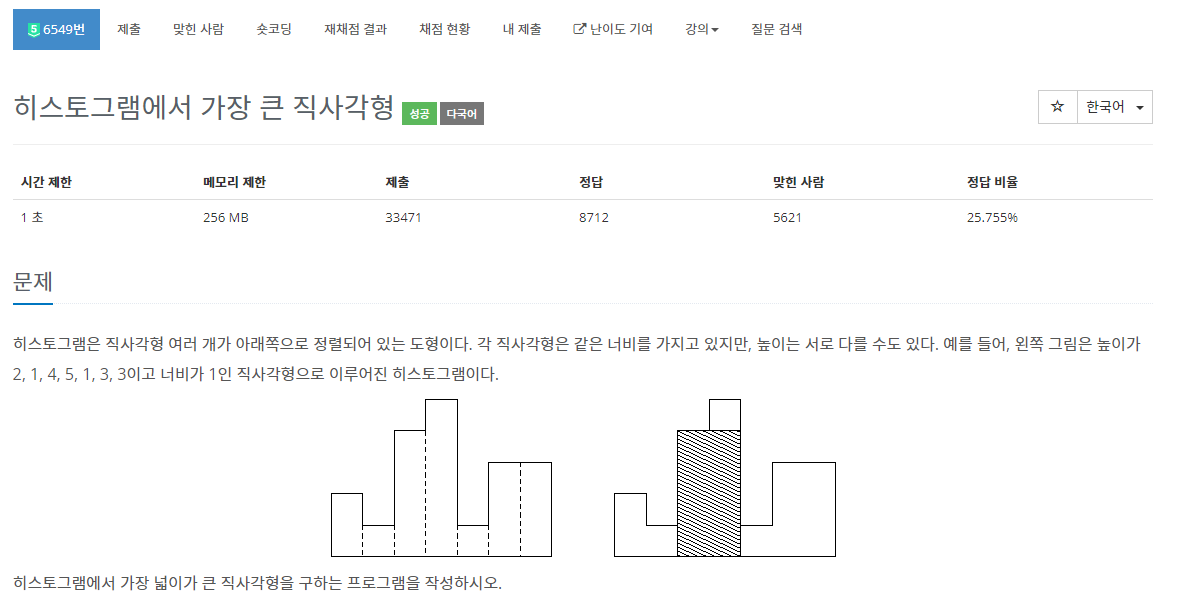 5 6549번 제출 맞힌 사람 숏코딩 재채점 결과 채점 현황 내 제출 난이도 기여 강의 질문 검색
히스토그램에서 가장 큰 직사각형 성공 다국어 ☆ 한국어
시간 제한 메모리 제한 제출 정답 맞힌 사람 정답 비율
1 초 256 MB 33471 8712 5621 25.755%
문제
히스토그램은 직사각형 여러 개가 아래쪽으로 정렬되어 있는 도형이다. 각 직사각형은 같은 너비를 가지고 있지만, 높이는 서로 다를 수도 있다. 예를 들어, 왼쪽 그림은 높이가
2, 1, 4, 5, 1, 3, 3이고 너비가 1인 직사각형으로 이루어진 히스토그램이다.
히스토그램에서 가장 넓이가 큰 직사각형을 구하는 프로그램을 작성하시오.